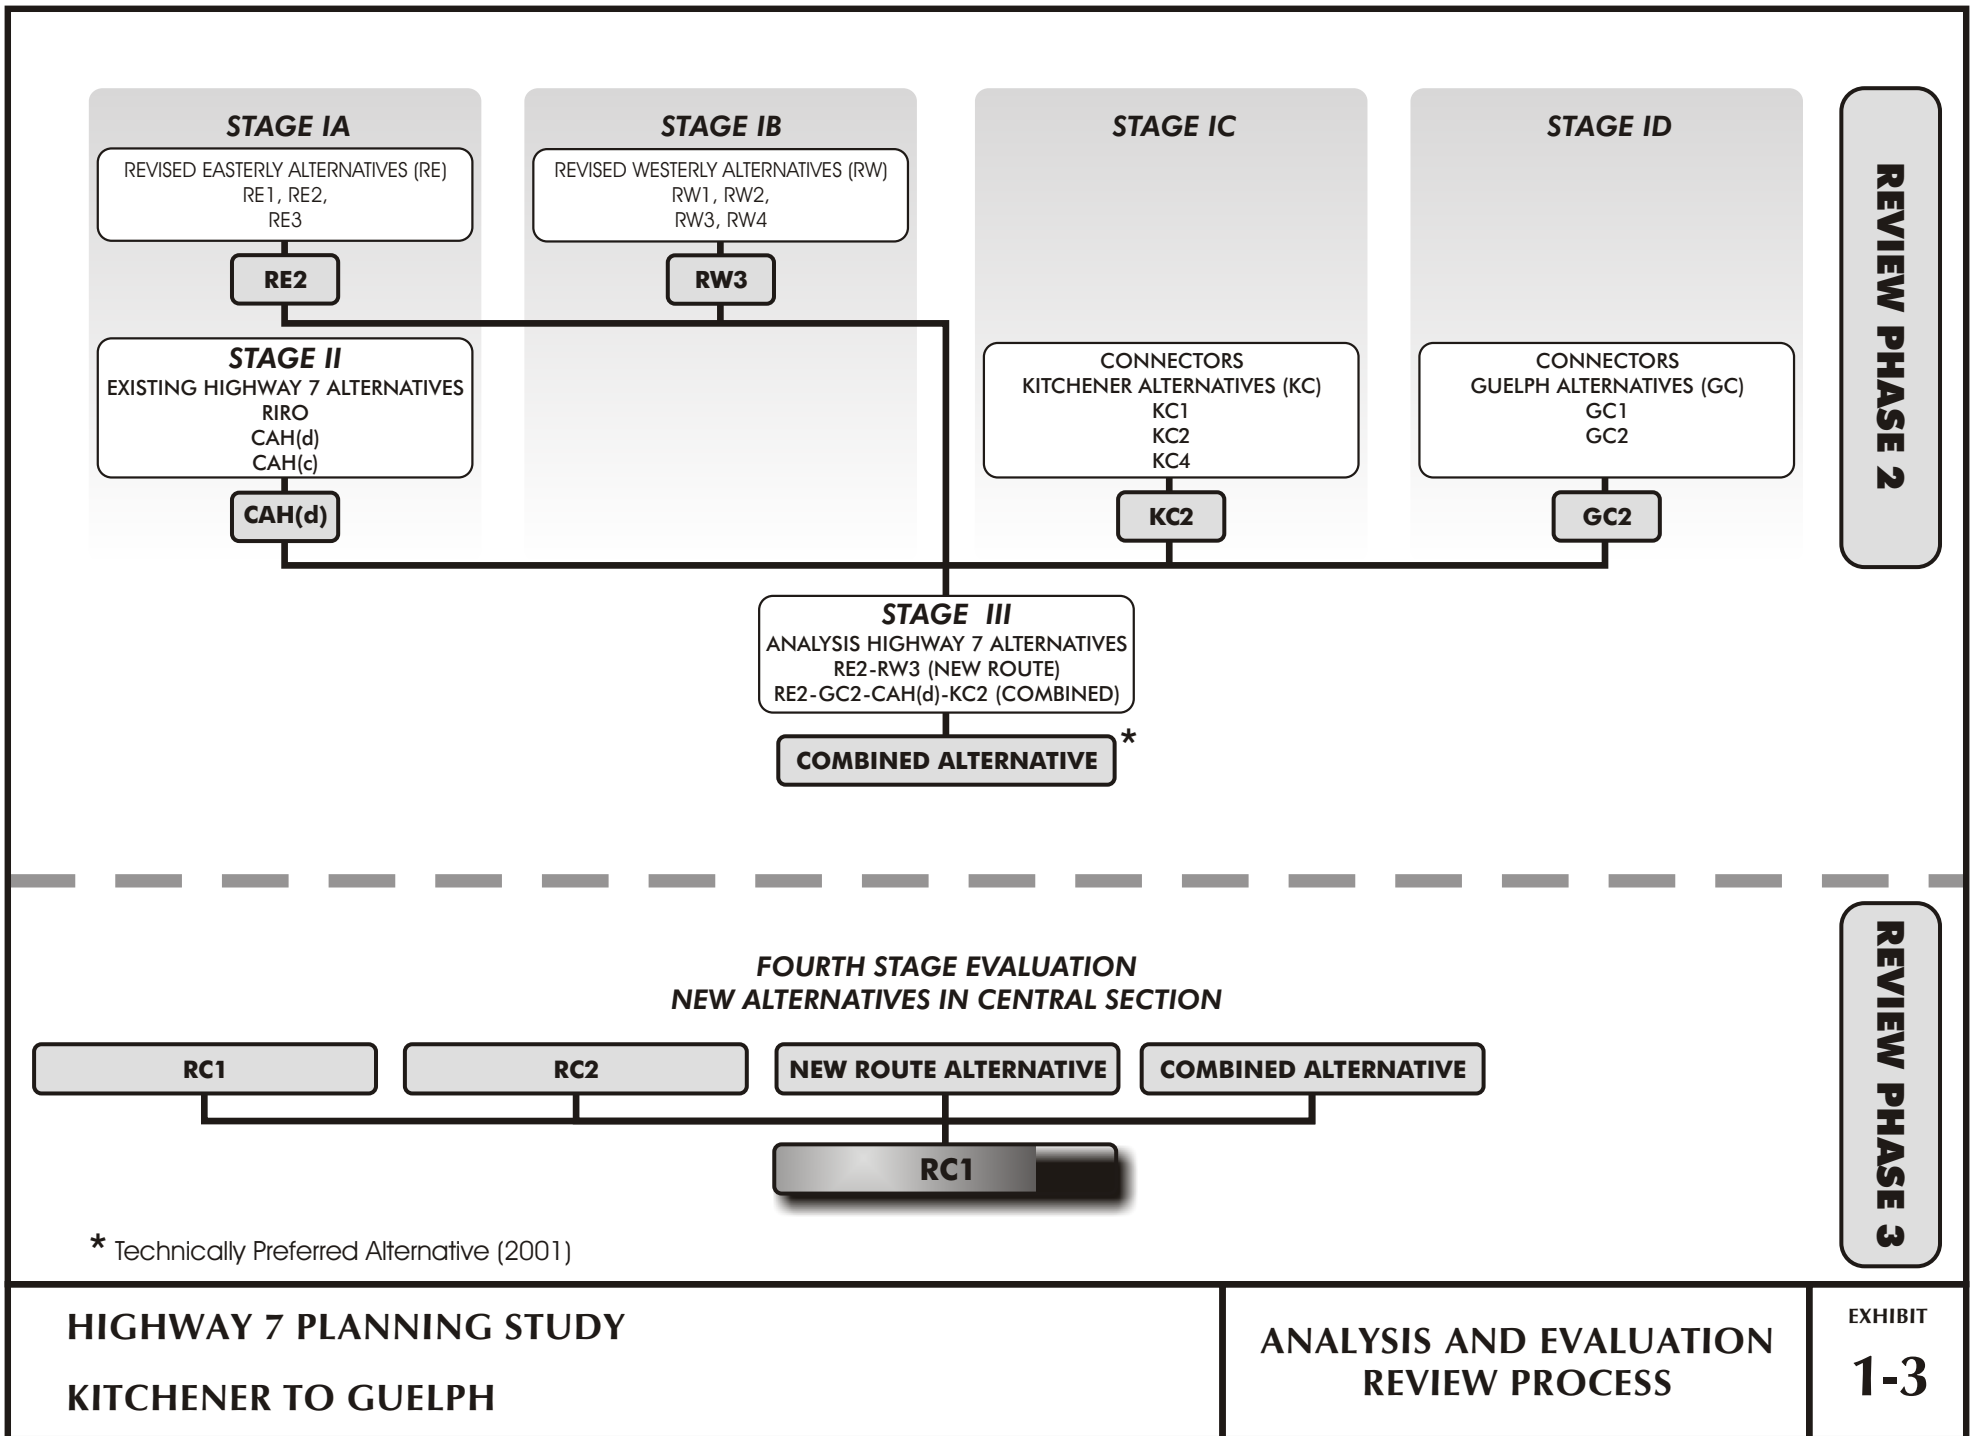 STAGE IA
REVISED EASTERLY ALTERNATIVES (RE)
RE1, RE2,
RE3
RE2
STAGE II
EXISTING HIGHWAY 7 ALTERNATIVES
RIRO
CAH(d)
CAH(c)
CAH(d)
STAGE IB
REVISED WESTERLY ALTERNATIVES (RW)
RW1, RW2,
RW3, RW4
RW3
STAGE IC
CONNECTORS
KITCHENER ALTERNATIVES (KC)
KC1
KC2
KC4
KC2
STAGE ID
CONNECTORS
GUELPH ALTERNATIVES (GC)
GC1
GC2
GC2
REVIEW PHASE 2
STAGE III
ANALYSIS HIGHWAY 7 ALTERNATIVES
RE2-RW3 (NEW ROUTE)
RE2-GC2-CAH(d)-KC2 (COMBINED)
COMBINED ALTERNATIVE *
FOURTH STAGE EVALUATION
NEW ALTERNATIVES IN CENTRAL SECTION
RC1
RC2
NEW ROUTE ALTERNATIVE
COMBINED ALTERNATIVE
RC1
REVIEW PHASE 3
* Technically Preferred Alternative (2001)
HIGHWAY 7 PLANNING STUDY
KITCHENER TO GUELPH
ANALYSIS AND EVALUATION
REVIEW PROCESS
EXHIBIT
1-3